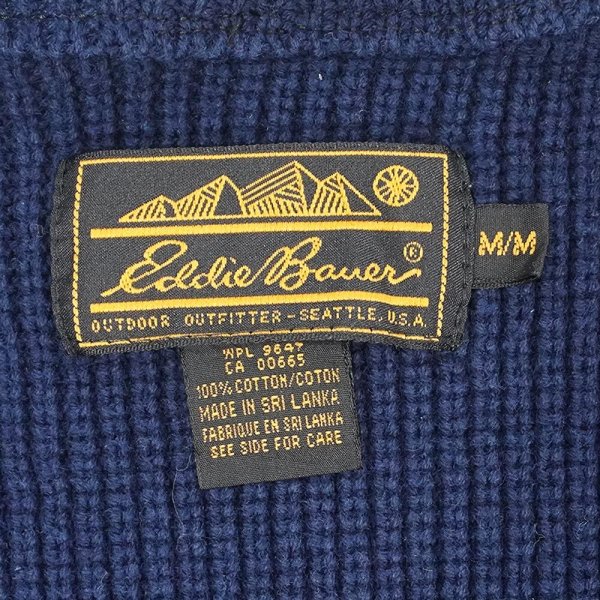 Eddie Bauer®
OUTDOOR OUTFITTER - SEATTLE, U.S.A.
M/M
WPL 9647
CA 00665
100% COTTON/COTON
MADE IN SRI LANKA
FABRIQUE EN SRI LANKA
SEE SIDE FOR CARE